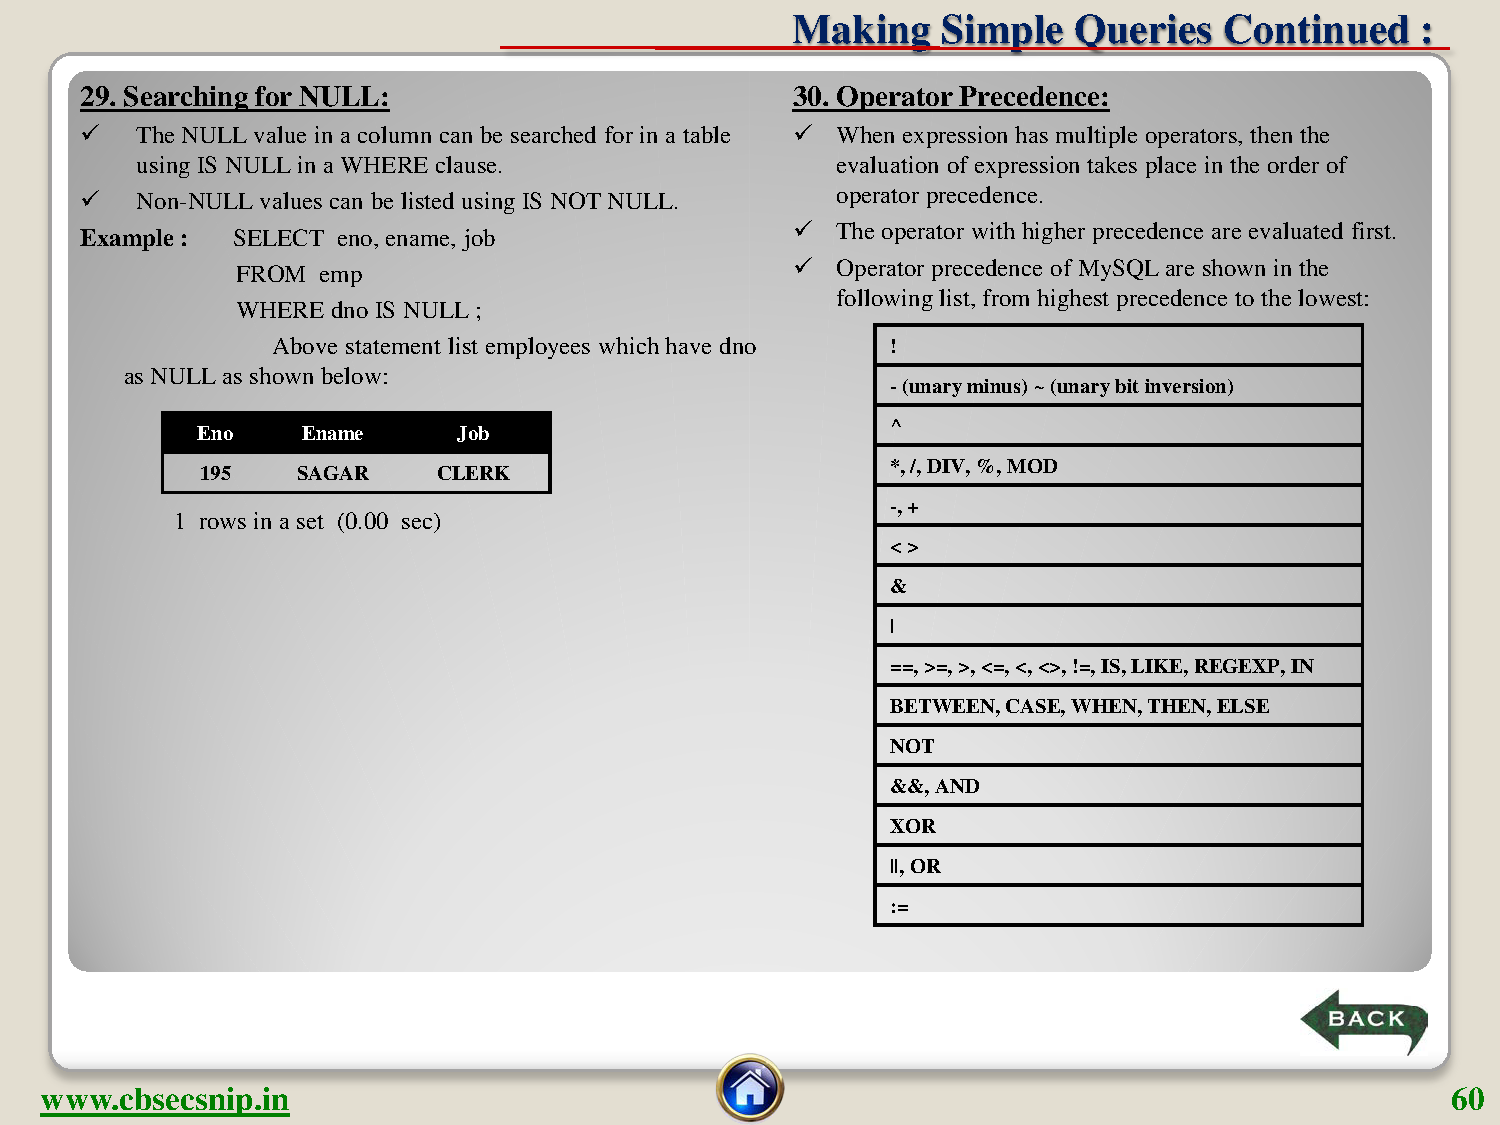 Making Simple Queries Continued :
29. Searching for NULL:
✓ The NULL value in a column can be searched for in a table
using IS NULL in a WHERE clause.
✓ Non-NULL values can be listed using IS NOT NULL.
Example : SELECT eno, ename, job
FROM emp
WHERE dno IS NULL ;
Above statement list employees which have dno
as NULL as shown below:
Eno Ename Job
195 SAGAR CLERK
1 rows in a set (0.00 sec)
30. Operator Precedence:
✓ When expression has multiple operators, then the
evaluation of expression takes place in the order of
operator precedence.
✓ The operator with higher precedence are evaluated first.
✓ Operator precedence of MySQL are shown in the
following list, from highest precedence to the lowest:
!
- (unary minus) ~ (unary bit inversion)
^
*, /, DIV, %, MOD
-, +
< >
&
|
==, >=, >, <=, <, <>, !=, IS, LIKE, REGEXP, IN
BETWEEN, CASE, WHEN, THEN, ELSE
NOT
&&, AND
XOR
||, OR
:=
BACK
www.cbsecsnip.in
60